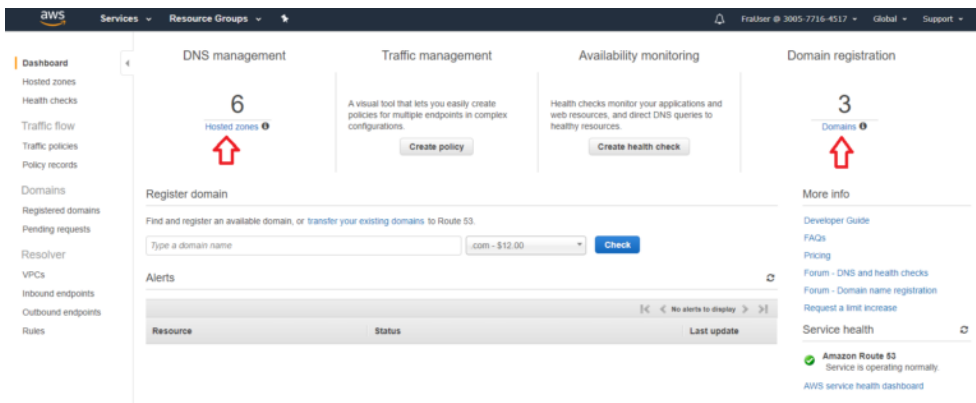 aws Services Resource Groups FraUser @ 3005-7716-4517 Global Support
Dashboard
Hosted zones
Health checks
Traffic flow
Traffic policies
Policy records
Domains
Registered domains
Pending requests
Resolver
VPCs
Inbound endpoints
Outbound endpoints
Rules
DNS management
6
Hosted zones
Traffic management
A visual tool that lets you easily create
policies for multiple endpoints in complex
configurations.
Create policy
Availability monitoring
Health checks monitor your applications and
web resources, and direct DNS queries to
healthy resources.
Create health check
Domain registration
3
Domains
Register domain
Find and register an available domain, or transfer your existing domains to Route 53.
Type a domain name .com - $12.00 Check
Alerts
No alerts to display
Resource Status Last update
More info
Developer Guide
FAQs
Pricing
Forum - DNS and health checks
Forum - Domain name registration
Request a limit increase
Service health
Amazon Route 53
Service is operating normally.
AWS service health dashboard